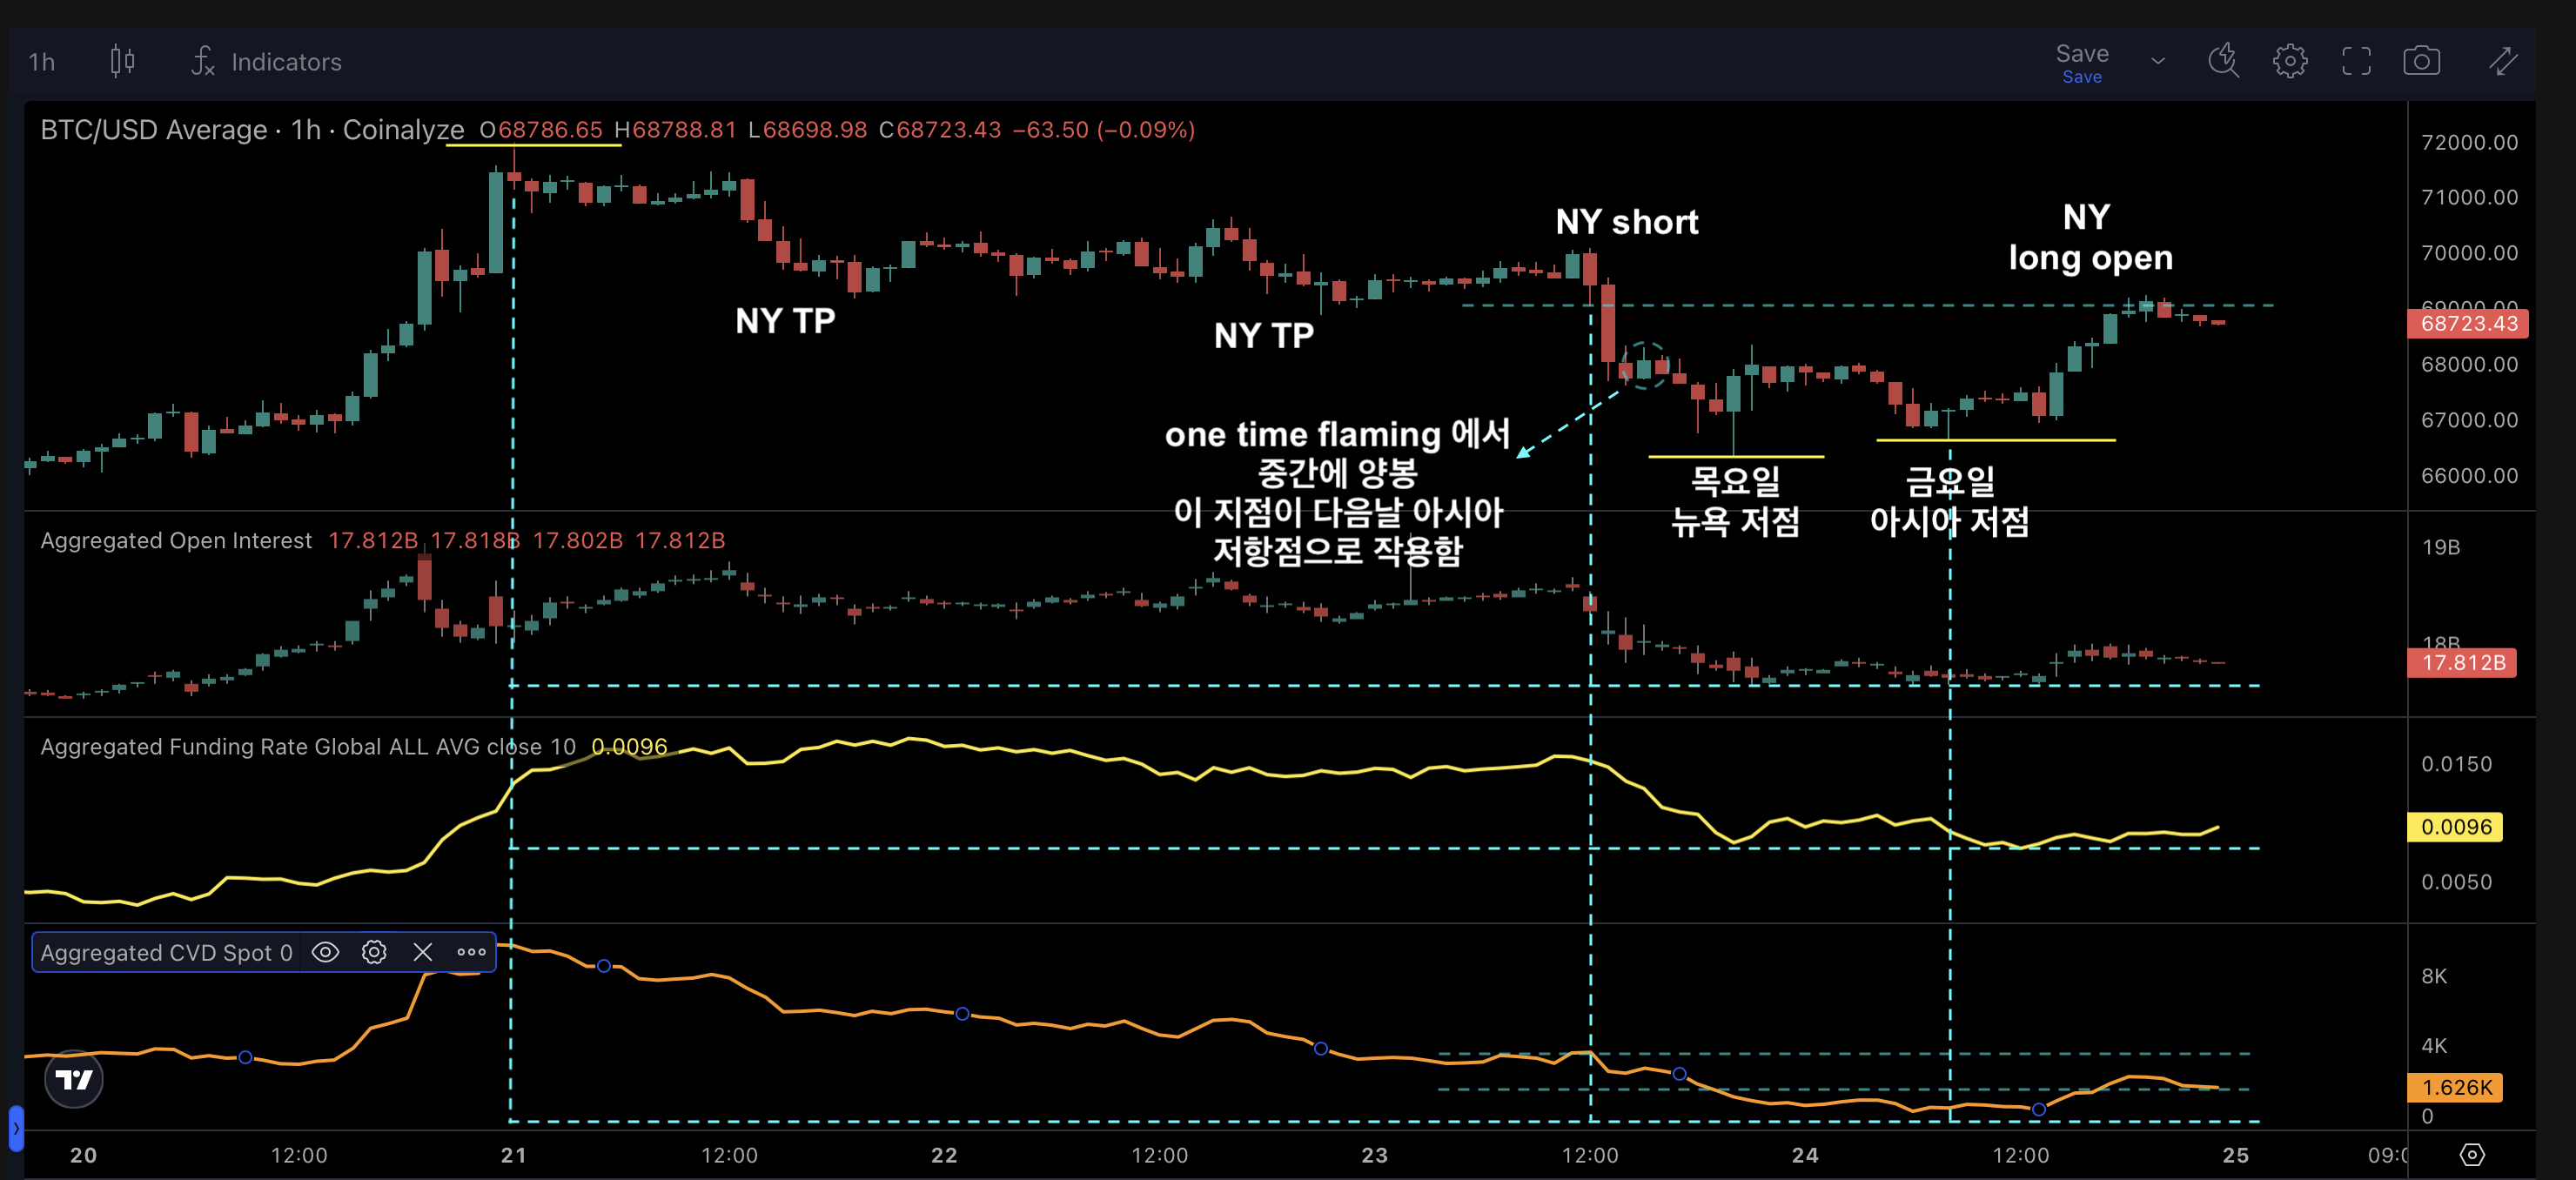 1h
Indicators
Save
Save
BTC/USD Average · 1h · Coinalyze O68786.65 H68788.81 L68698.98 C68723.43 −63.50 (−0.09%)
72000.00
71000.00
70000.00
69000.00
68723.43
68000.00
67000.00
66000.00
NY TP
NY TP
NY short
NY
long open
one time flaming 에서
중간에 양봉
이 지점이 다음날 아시아
저항점으로 작용함
목요일
뉴욕 저점
금요일
아시아 저점
Aggregated Open Interest 17.812B 17.818B 17.802B 17.812B
19B
18B
17.812B
Aggregated Funding Rate Global ALL AVG close 10 0.0096
0.0150
0.0096
0.0050
Aggregated CVD Spot 0
8K
4K
1.626K
0
20 12:00 21 12:00 22 12:00 23 12:00 24 12:00 25